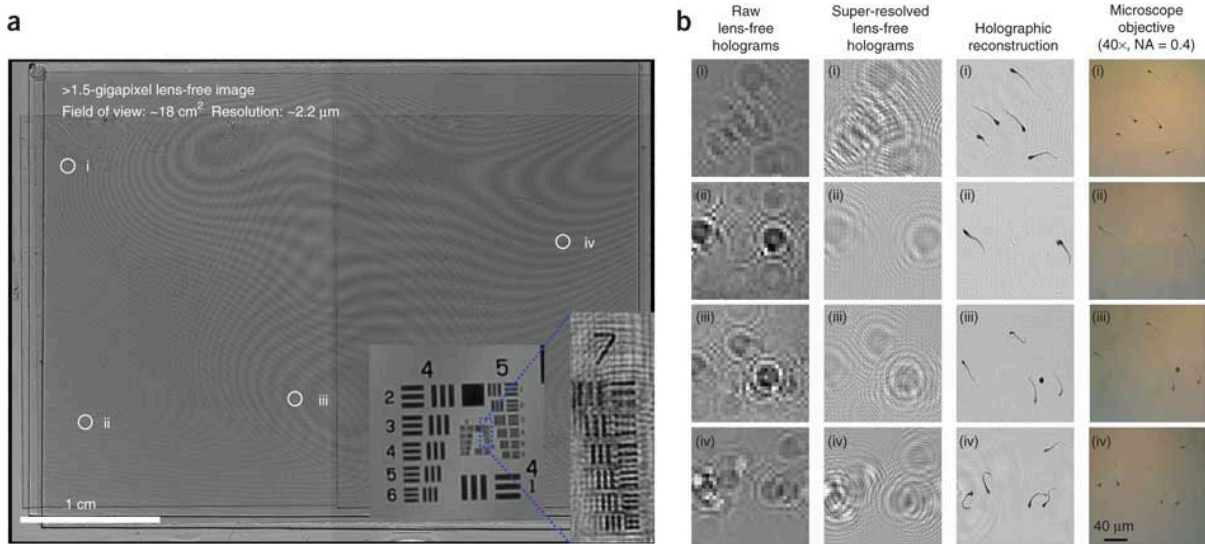 a
>1.5-gigapixel lens-free image
Field of view: ~18 cm² Resolution: ~2.2 μm
i
iv
iii
ii
1 cm
4 5
2
3
4
5
6
4
1
7
b
Raw
lens-free
holograms
Super-resolved
lens-free
holograms
Holographic
reconstruction
Microscope
objective
(40×, NA = 0.4)
(i) (i) (i) (i)
(ii) (ii) (ii) (ii)
(iii) (iii) (iii) (iii)
(iv) (iv) (iv) (iv)
40 μm